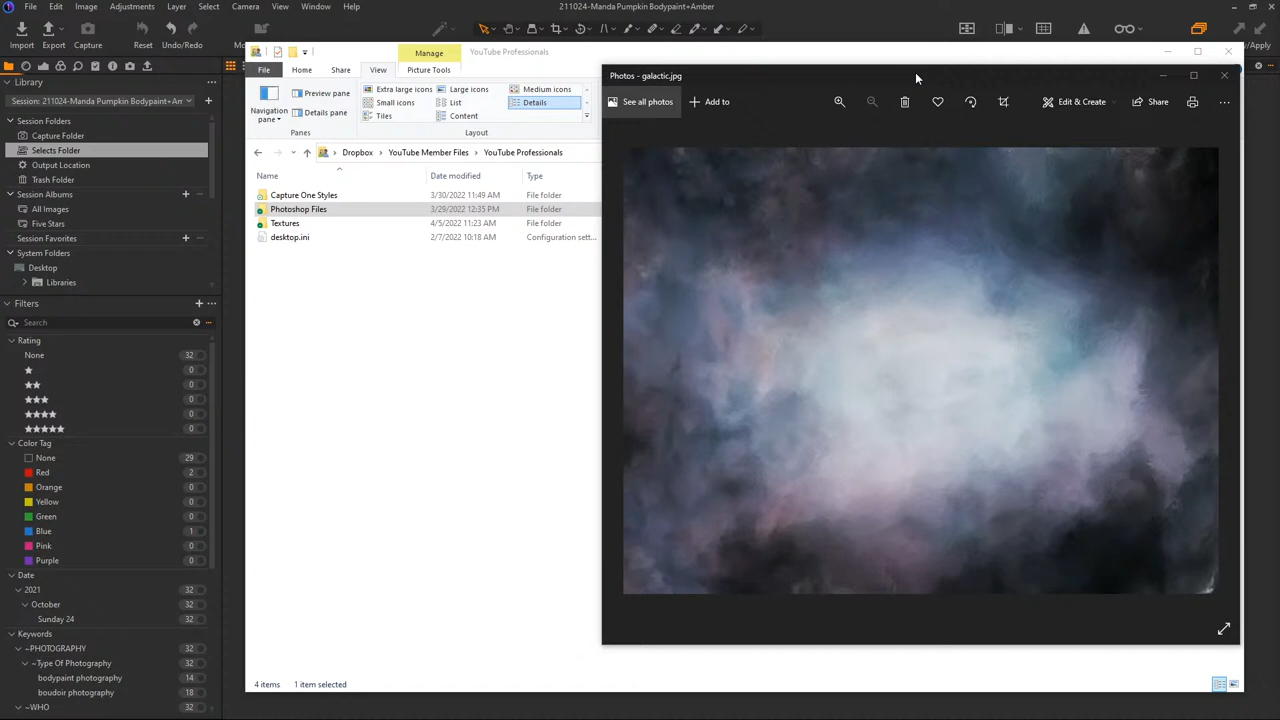 File Edit Image Adjustments Layer Select Camera View Window Help
211024-Manda Pumpkin Bodypaint+Amber
Import Export Capture Reset Undo/Redo
/Apply
Library
Session: 211024-Manda Pumpkin Bodypaint+Am
Session Folders
Capture Folder
Selects Folder
Output Location
Trash Folder
Session Albums
All Images
Five Stars
Session Favorites
System Folders
Desktop
Libraries
Filters
Search
Rating
None 32
0
0
0
0
0
Color Tag
None 29
Red 2
Orange 0
Yellow 0
Green 0
Blue 1
Pink 0
Purple 0
Date
2021 32
October 32
Sunday 24 32
Keywords
~PHOTOGRAPHY 32
~Type Of Photography 32
bodypaint photography 14
boudoir photography 18
~WHO 32
Manage
YouTube Professionals
File Home Share View Picture Tools
Navigation pane
Preview pane
Details pane
Panes
Extra large icons Large icons Medium icons
Small icons List Details
Tiles Content
Layout
Dropbox YouTube Member Files YouTube Professionals
Name Date modified Type
Capture One Styles 3/30/2022 11:49 AM File folder
Photoshop Files 3/29/2022 12:35 PM File folder
Textures 4/5/2022 11:23 AM File folder
desktop.ini 2/7/2022 10:18 AM Configuration sett...
4 items 1 item selected
Photos - galactic.jpg
See all photos Add to Edit & Create Share